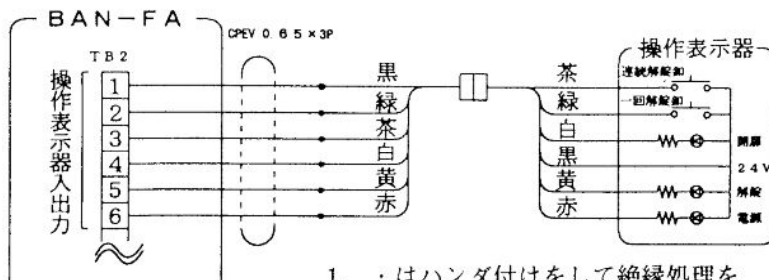 BAN-FA
TB2
CPEV 0.65×3P
操作表示器入出力
1
2
3
4
5
6
黒
緑
茶
白
黄
赤
茶
緑
白
黒
黄
赤
操作表示器
連続解錠釦
一回解錠釦
開扉
24V
解錠
電源
1. ・はハンダ付けをして絶縁処理を